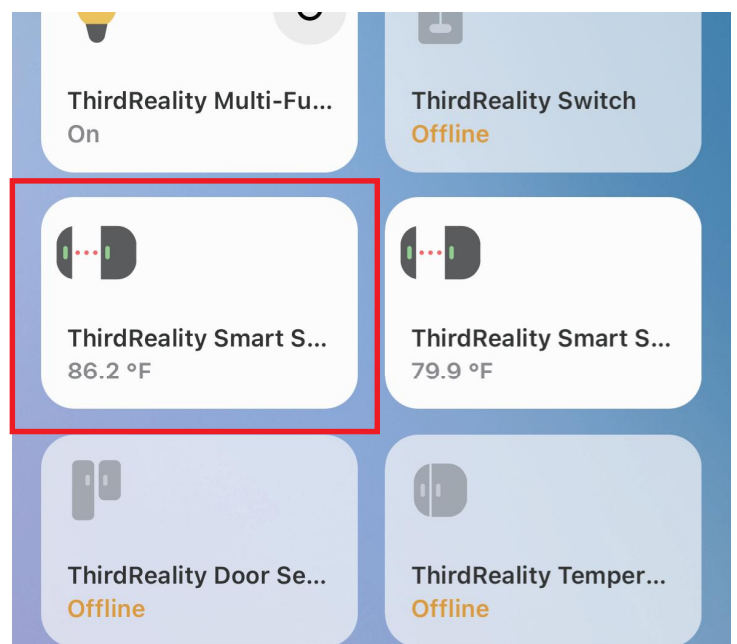 ThirdReality Multi-Fu...
On
ThirdReality Switch
Offline
ThirdReality Smart S...
86.2 °F
ThirdReality Smart S...
79.9 °F
ThirdReality Door Se...
Offline
ThirdReality Temper...
Offline